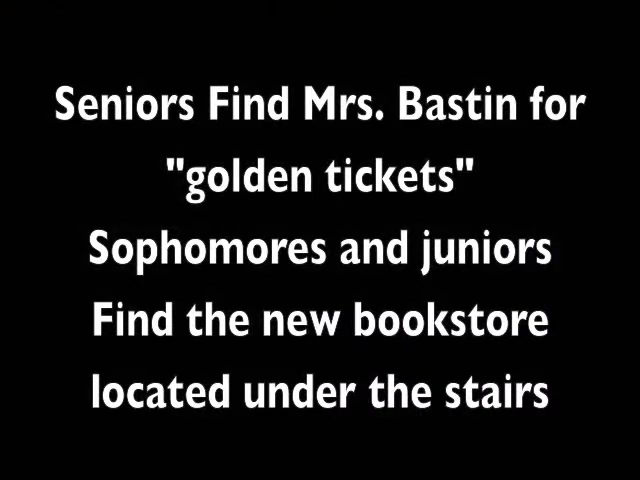 Seniors Find Mrs. Bastin for
"golden tickets"
Sophomores and juniors
Find the new bookstore
located under the stairs